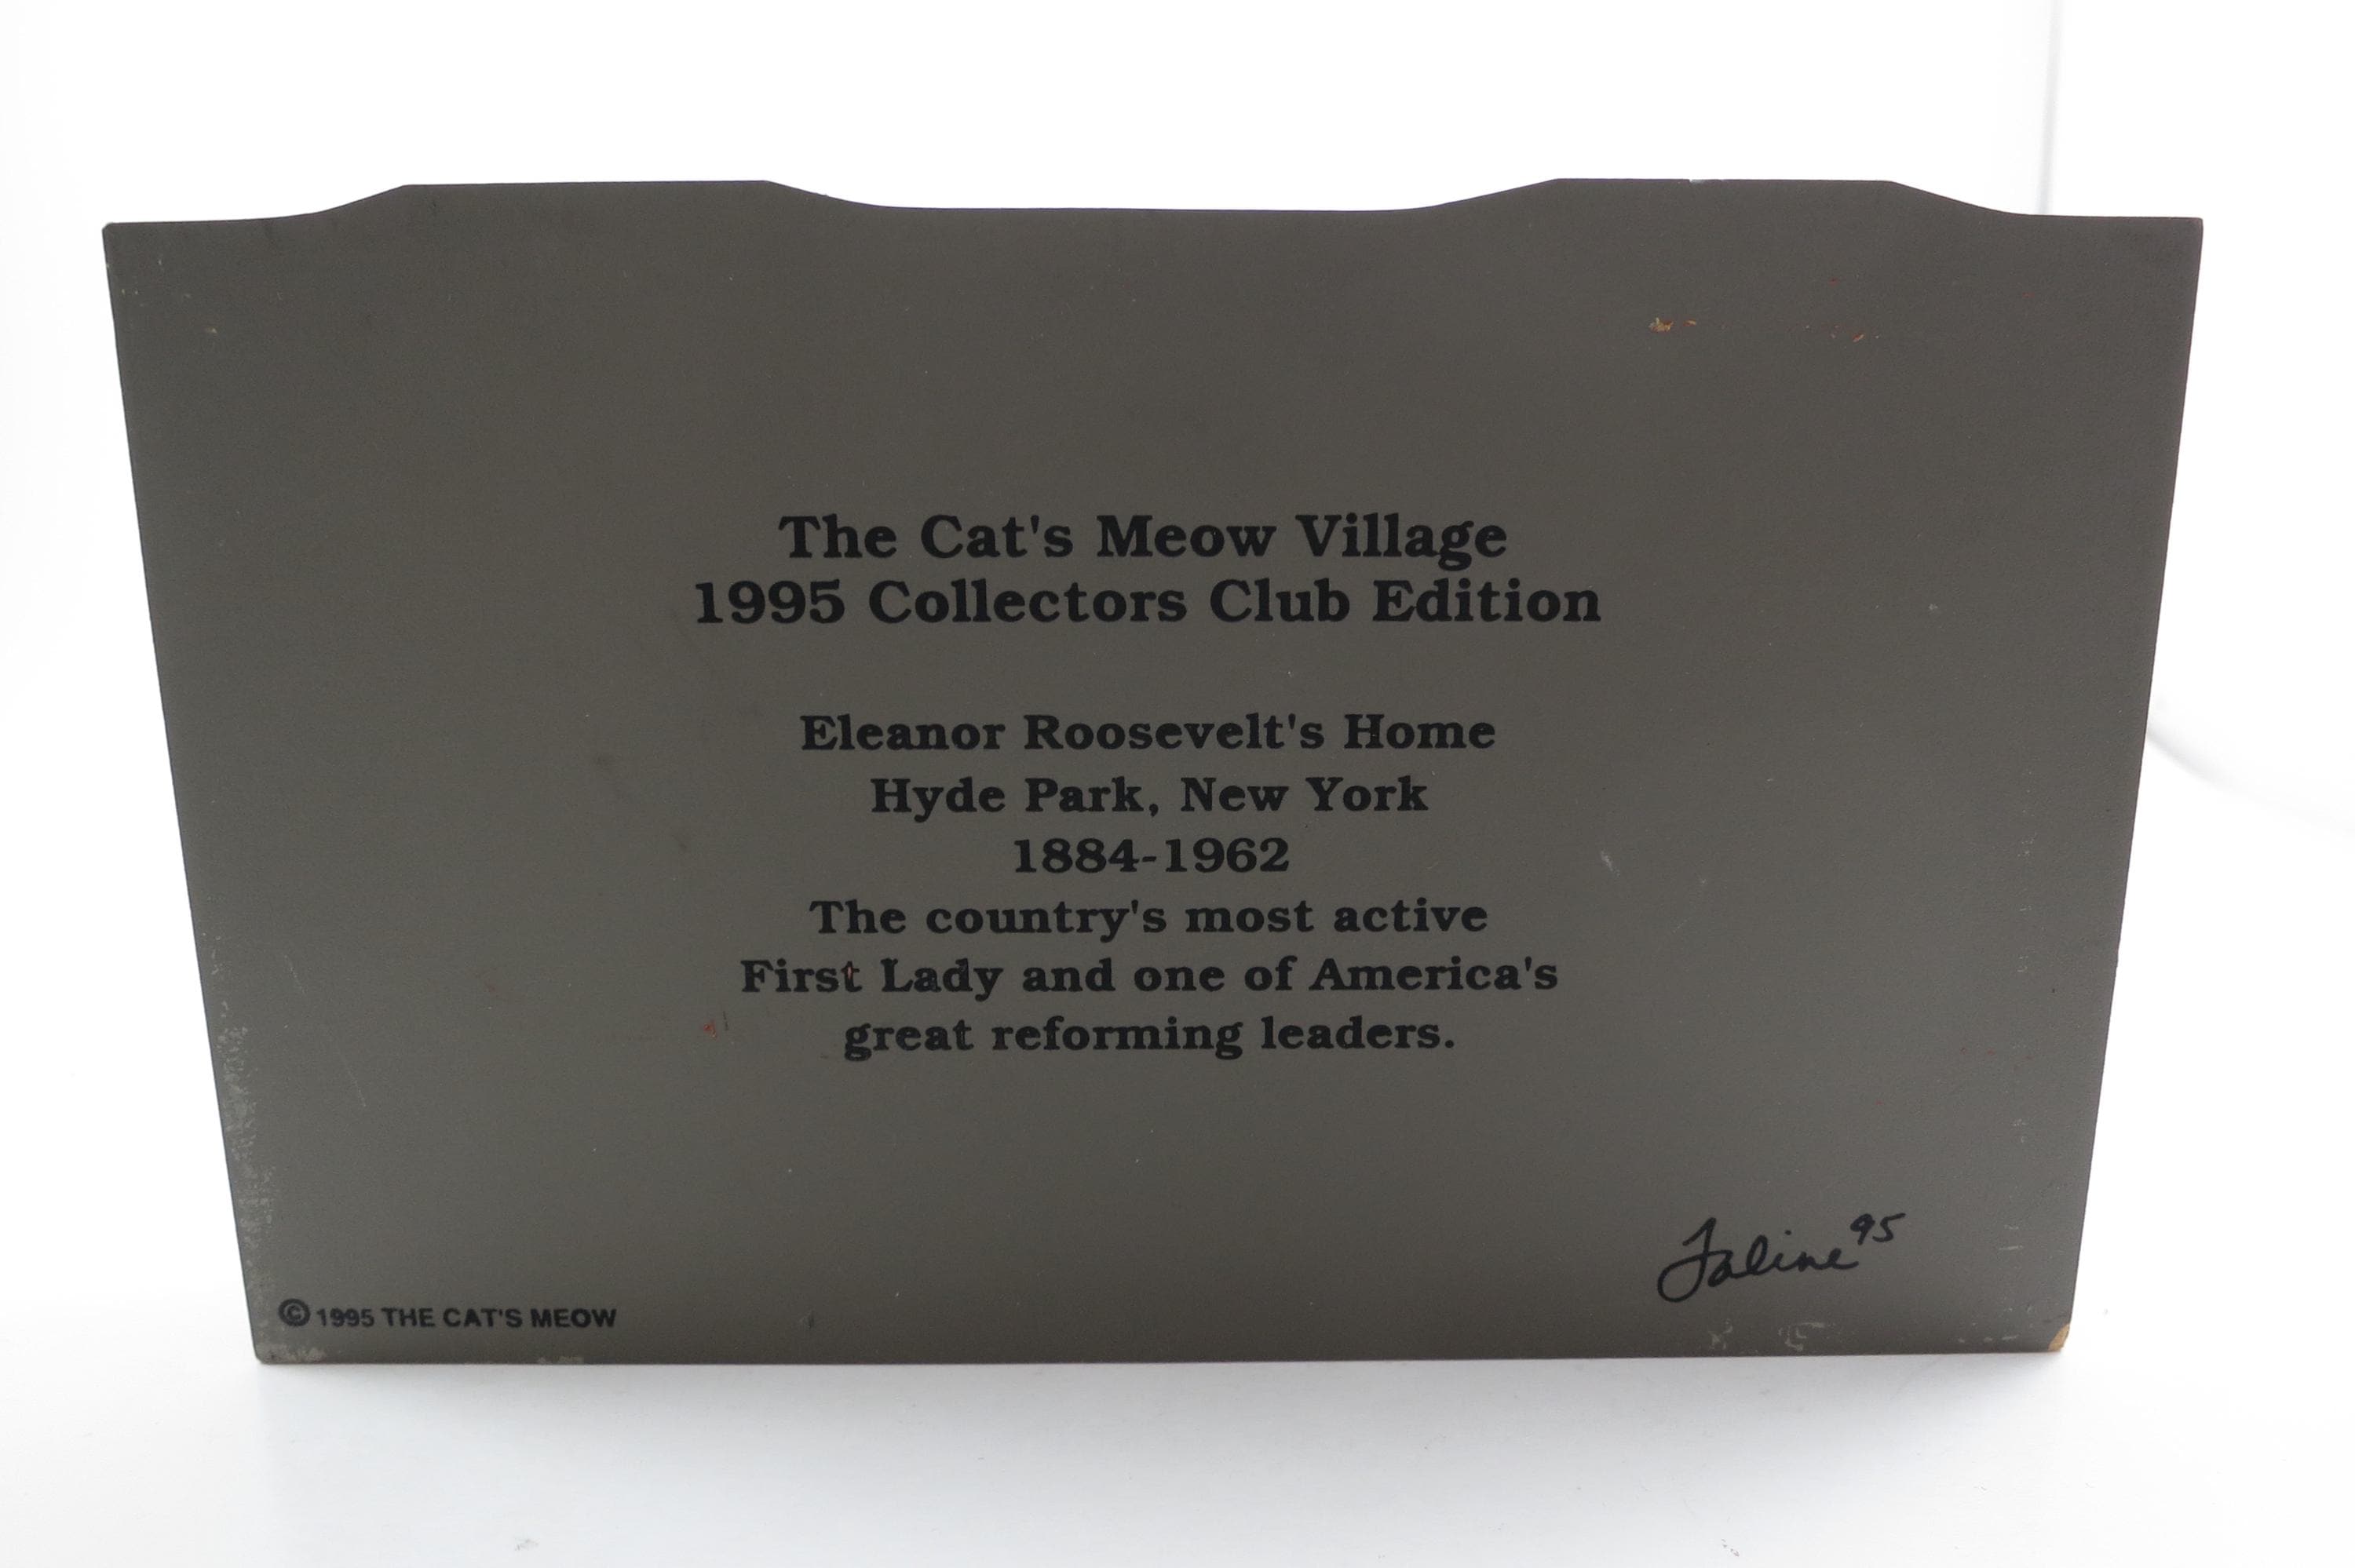 The Cat's Meow Village
1995 Collectors Club Edition
Eleanor Roosevelt's Home
Hyde Park, New York
1884-1962
The country's most active
First Lady and one of America's
great reforming leaders.
Faline 95
© 1995 THE CAT'S MEOW